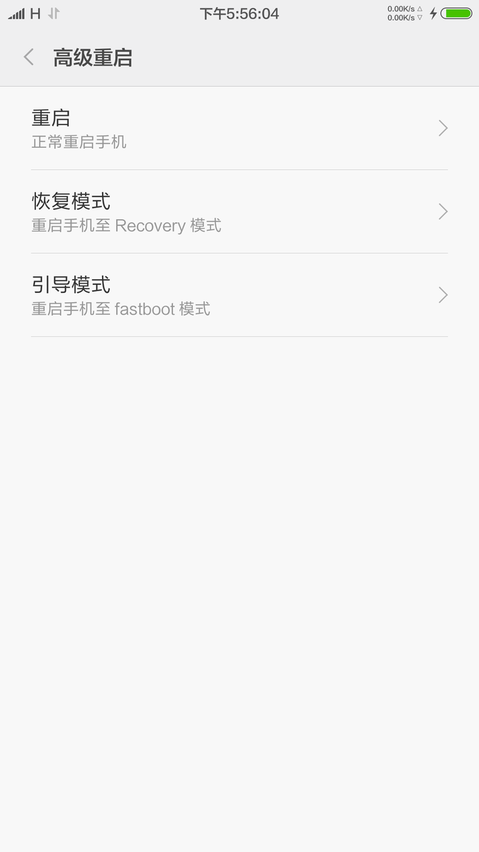 H 下午5:56:04 0.00K/s △
0.00K/s ▽
高级重启
重启
正常重启手机
恢复模式
重启手机至 Recovery 模式
引导模式
重启手机至 fastboot 模式